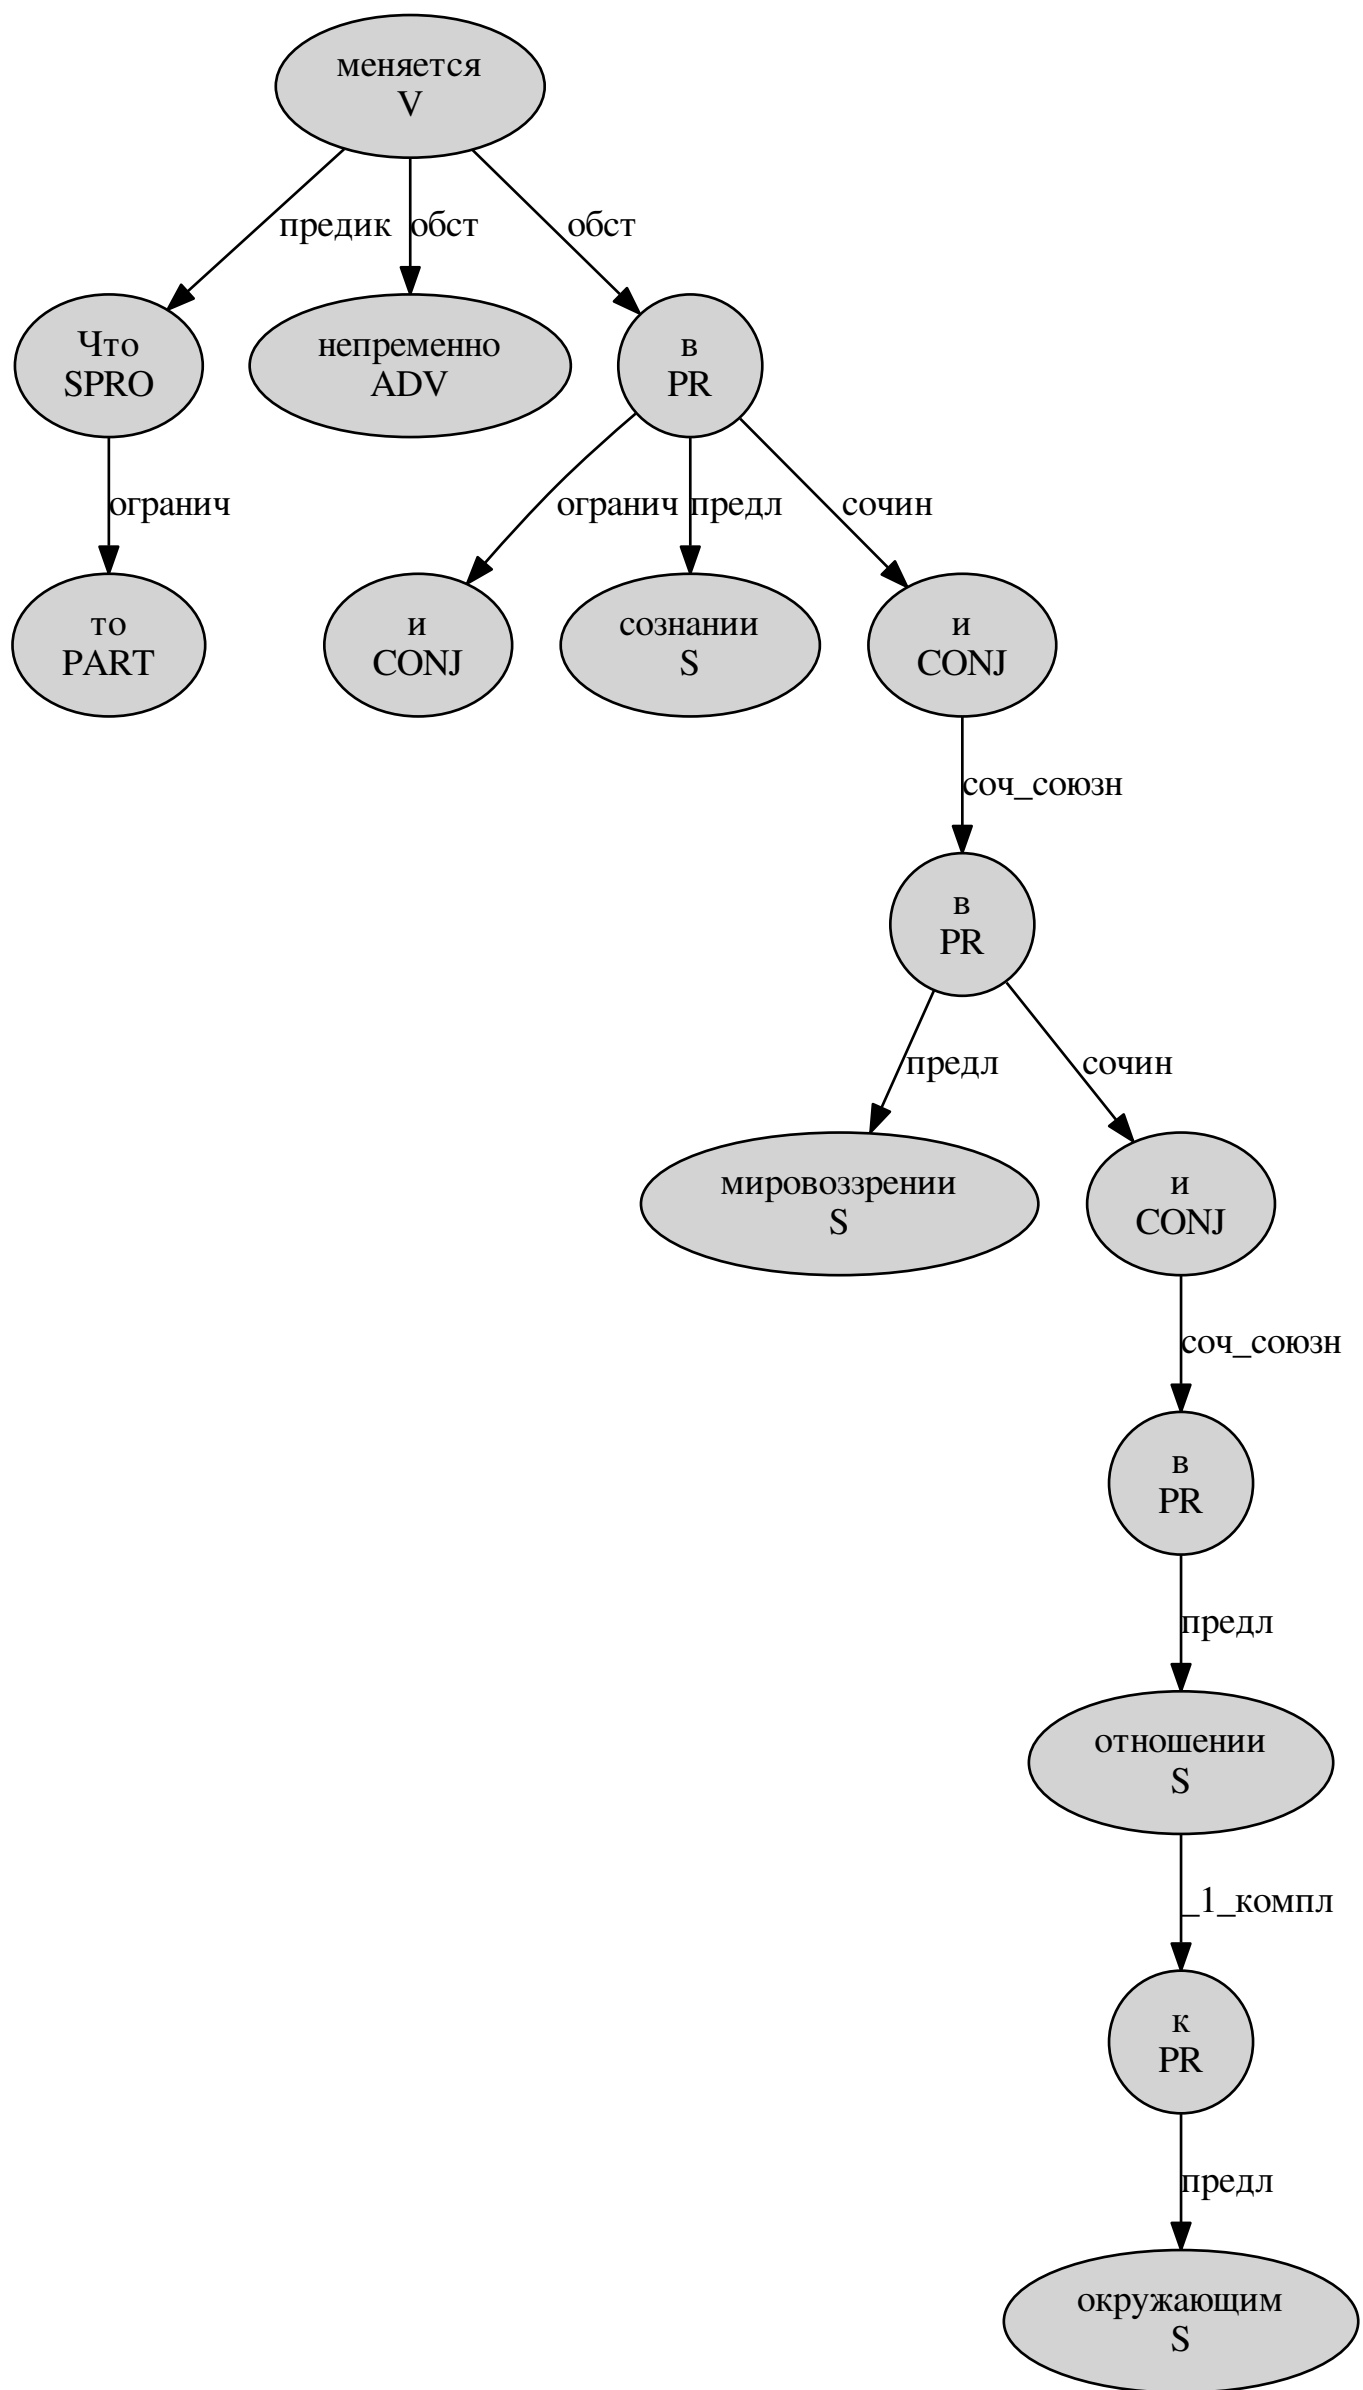 меняется
V
предик
обст
обст
Что
SPRO
непременно
ADV
в
PR
огранич
огранич
предл
сочин
то
PART
и
CONJ
сознании
S
и
CONJ
соч_союзн
в
PR
предл
сочин
мировоззрении
S
и
CONJ
соч_союзн
в
PR
предл
отношении
S
_1_компл
к
PR
предл
окружающим
S